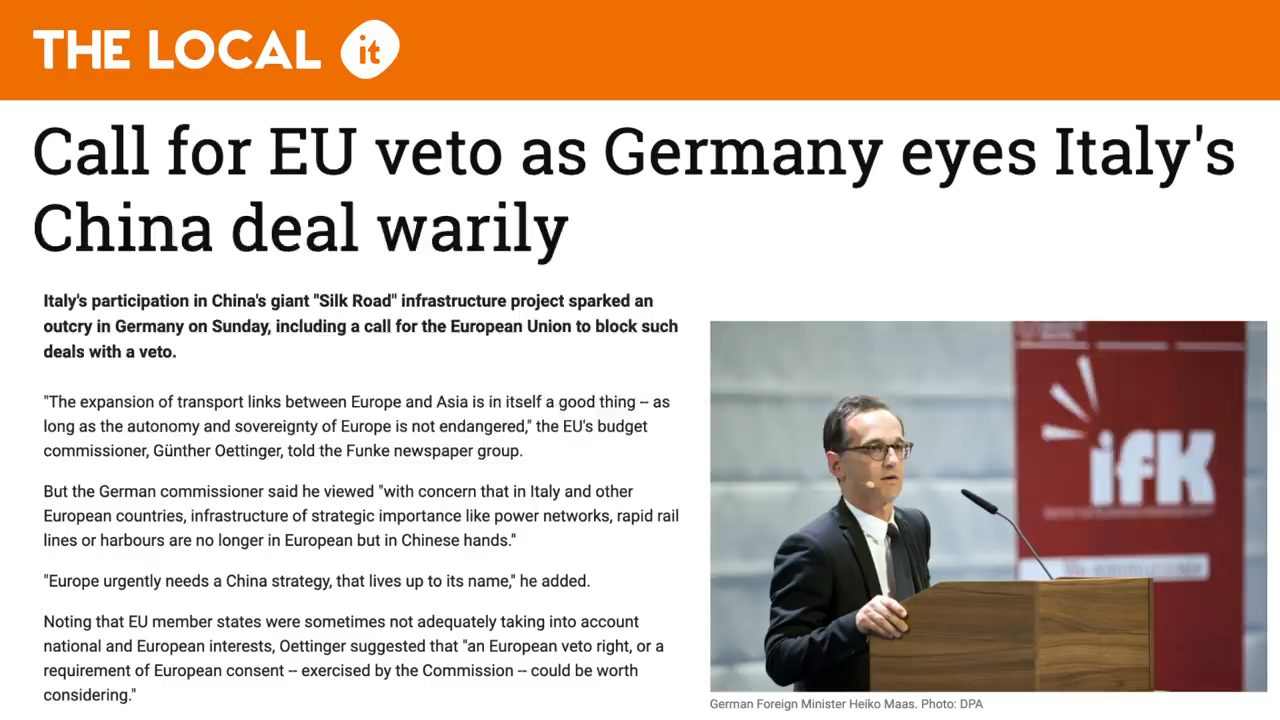 THE LOCAL it
Call for EU veto as Germany eyes Italy's
China deal warily
Italy's participation in China's giant "Silk Road" infrastructure project sparked an
outcry in Germany on Sunday, including a call for the European Union to block such
deals with a veto.
"The expansion of transport links between Europe and Asia is in itself a good thing – as
long as the autonomy and sovereignty of Europe is not endangered," the EU's budget
commissioner, Günther Oettinger, told the Funke newspaper group.
But the German commissioner said he viewed "with concern that in Italy and other
European countries, infrastructure of strategic importance like power networks, rapid rail
lines or harbours are no longer in European but in Chinese hands."
"Europe urgently needs a China strategy, that lives up to its name," he added.
Noting that EU member states were sometimes not adequately taking into account
national and European interests, Oettinger suggested that "an European veto right, or a
requirement of European consent – exercised by the Commission – could be worth
considering."
ifK
German Foreign Minister Heiko Maas. Photo: DPA